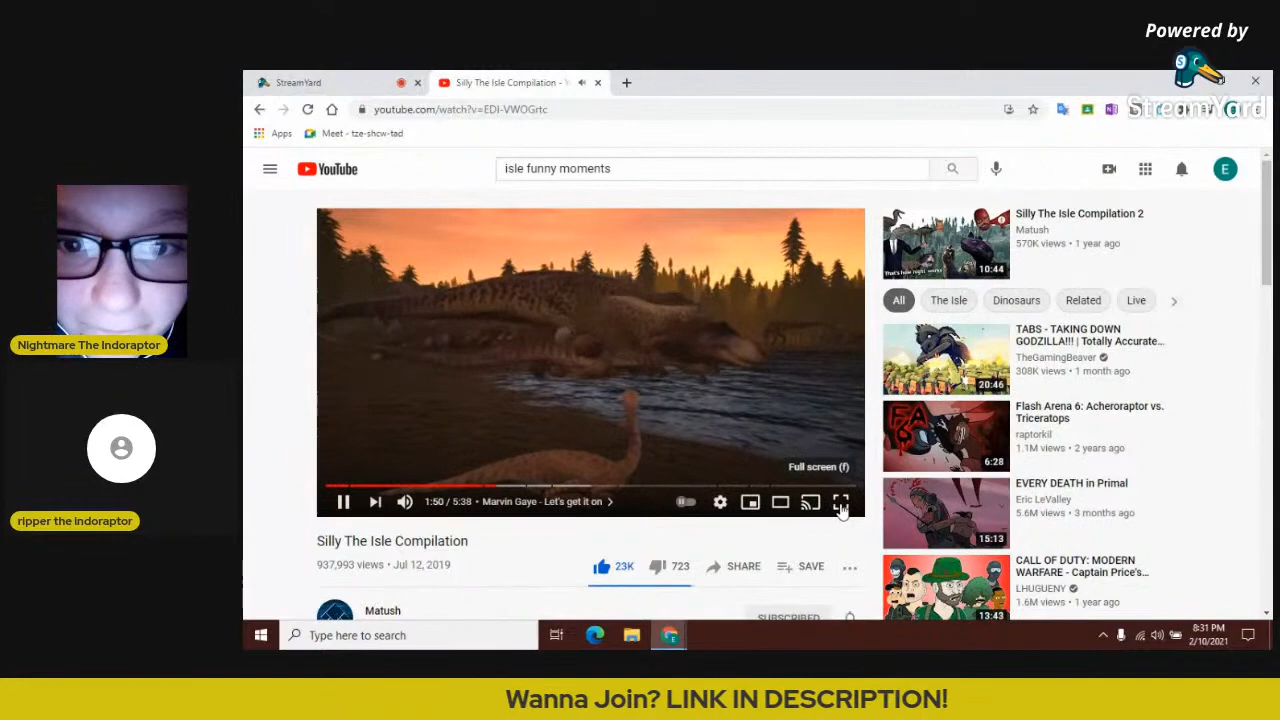 Powered by
StreamYard
StreamYard
Silly The Isle Compilation - Y
youtube.com/watch?v=EDI-VWOGrtc
Apps
Meet - tze-shcw-tad
YouTube
isle funny moments
E
Silly The Isle Compilation 2
Matush
570K views • 1 year ago
That's how night works
10:44
All
The Isle
Dinosaurs
Related
Live
TABS - TAKING DOWN
GODZILLA!!! | Totally Accurate...
TheGamingBeaver
308K views • 1 month ago
20:46
Flash Arena 6: Acheroraptor vs.
Triceratops
raptorkil
1.1M views • 2 years ago
6:28
EVERY DEATH in Primal
Eric LeValley
5.6M views • 3 months ago
15:13
CALL OF DUTY: MODERN
WARFARE - Captain Price's...
LHUGUENY
1.6M views • 1 year ago
13:43
Full screen (f)
1:50 / 5:38 • Marvin Gaye - Let's get it on
Silly The Isle Compilation
937,993 views • Jul 12, 2019
23K
723
SHARE
SAVE
Matush
SUBSCRIBED
Nightmare The Indoraptor
ripper the indoraptor
Type here to search
8:31 PM
2/10/2021
Wanna Join? LINK IN DESCRIPTION!